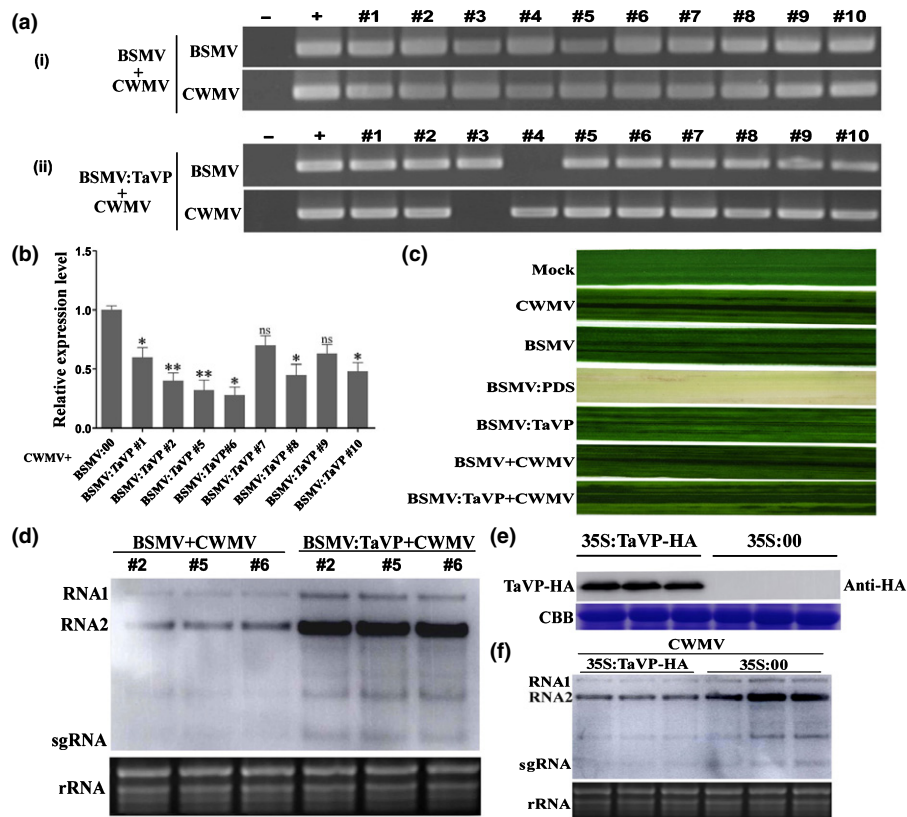 (a)
− + #1 #2 #3 #4 #5 #6 #7 #8 #9 #10
(i)
BSMV
+
CWMV
BSMV
CWMV
− + #1 #2 #3 #4 #5 #6 #7 #8 #9 #10
(ii)
BSMV:TaVP
+
CWMV
BSMV
CWMV
(b)
Relative expression level
1.5
1.0
0.5
0.0
* ** ** * ns * ns *
CWMV+
BSMV:00
BSMV:TaVP #1
BSMV:TaVP #2
BSMV:TaVP #5
BSMV:TaVP#6
BSMV:TaVP #7
BSMV:TaVP #8
BSMV:TaVP #9
BSMV:TaVP #10
(c)
Mock
CWMV
BSMV
BSMV:PDS
BSMV:TaVP
BSMV+CWMV
BSMV:TaVP+CWMV
(d)
BSMV+CWMV BSMV:TaVP+CWMV
#2 #5 #6 #2 #5 #6
RNA1
RNA2
sgRNA
rRNA
(e)
35S:TaVP-HA 35S:00
TaVP-HA Anti-HA
CBB
(f)
CWMV
35S:TaVP-HA 35S:00
RNA1
RNA2
sgRNA
rRNA